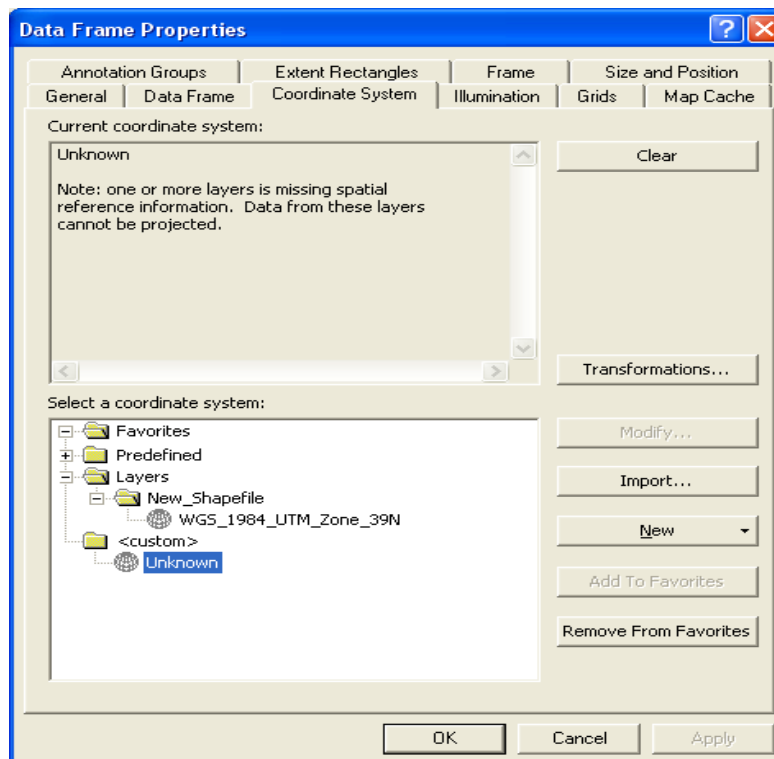 Data Frame Properties
Annotation Groups Extent Rectangles Frame Size and Position
General Data Frame Coordinate System Illumination Grids Map Cache
Current coordinate system:
Unknown
Clear
Note: one or more layers is missing spatial
reference information. Data from these layers
cannot be projected.
Transformations...
Select a coordinate system:
Favorites
Modify...
Predefined
Layers
Import...
New_Shapefile
WGS_1984_UTM_Zone_39N
New
<custom>
Unknown
Add To Favorites
Remove From Favorites
OK Cancel Apply